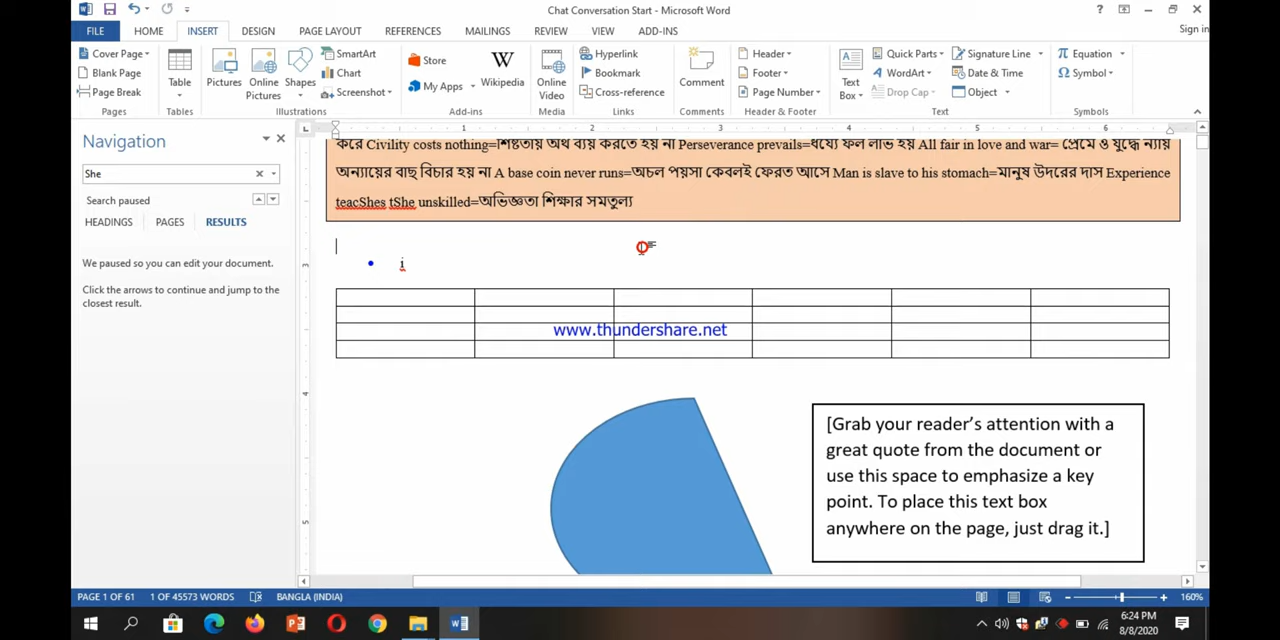 Chat Conversation Start - Microsoft Word
Sign in
FILE HOME INSERT DESIGN PAGE LAYOUT REFERENCES MAILINGS REVIEW VIEW ADD-INS
Cover Page
Blank Page
Page Break
Pages
Table
Tables
Pictures
Online Pictures
Shapes
SmartArt
Chart
Screenshot
Illustrations
Store
My Apps
Wikipedia
Add-ins
Online Video
Media
Hyperlink
Bookmark
Cross-reference
Links
Comment
Comments
Header
Footer
Page Number
Header & Footer
Text Box
Quick Parts
WordArt
Drop Cap
Signature Line
Date & Time
Object
Text
Equation
Symbol
Symbols
Navigation
She
Search paused
HEADINGS PAGES RESULTS
We paused so you can edit your document.
Click the arrows to continue and jump to the
closest result.
1 2 3 4 5 6
3
4
5
করে Civility costs nothing=শিষ্টতায় অর্থ ব্যয় করতে হয় না Perseverance prevails=ধৈর্য্যে ফল লাভ হয় All fair in love and war= প্রেমে ও যুদ্ধে ন্যায়
অন্যায়ের বাছ বিচার হয় না A base coin never runs=অচল পয়সা কেবলই ফেরত আসে Man is slave to his stomach=মানুষ উদরের দাস Experience
teacShes tShe unskilled=অভিজ্ঞতা শিক্ষার সমতুল্য
i
www.thundershare.net
[Grab your reader's attention with a
great quote from the document or
use this space to emphasize a key
point. To place this text box
anywhere on the page, just drag it.]
PAGE 1 OF 61 1 OF 45573 WORDS BANGLA (INDIA) 160%
6:24 PM
8/8/2020